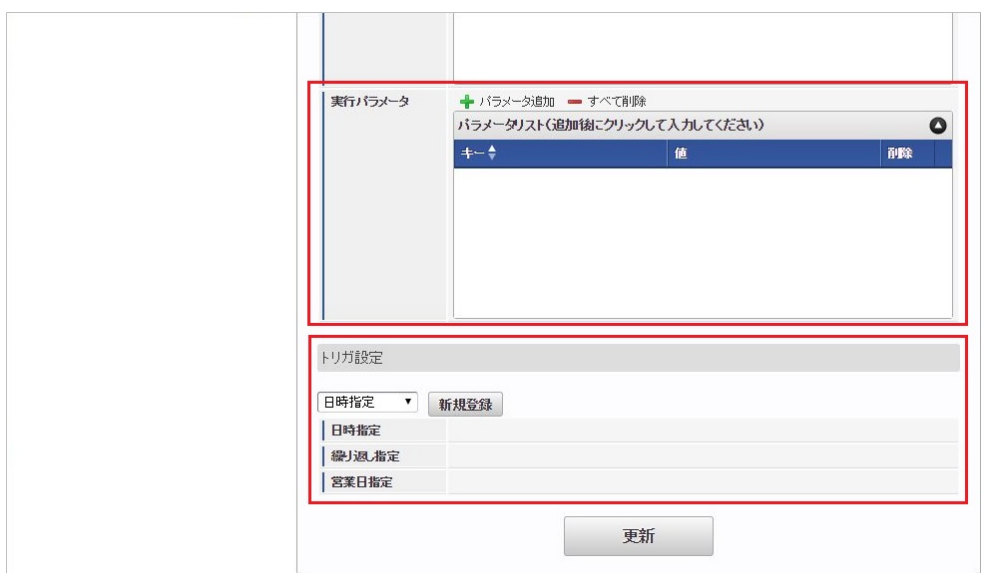 実行パラメータ
パラメータ追加 すべて削除
パラメータリスト(追加後にクリックして入力してください)
キー 値 削除
トリガ設定
日時指定 新規登録
日時指定
繰り返し指定
営業日指定
更新